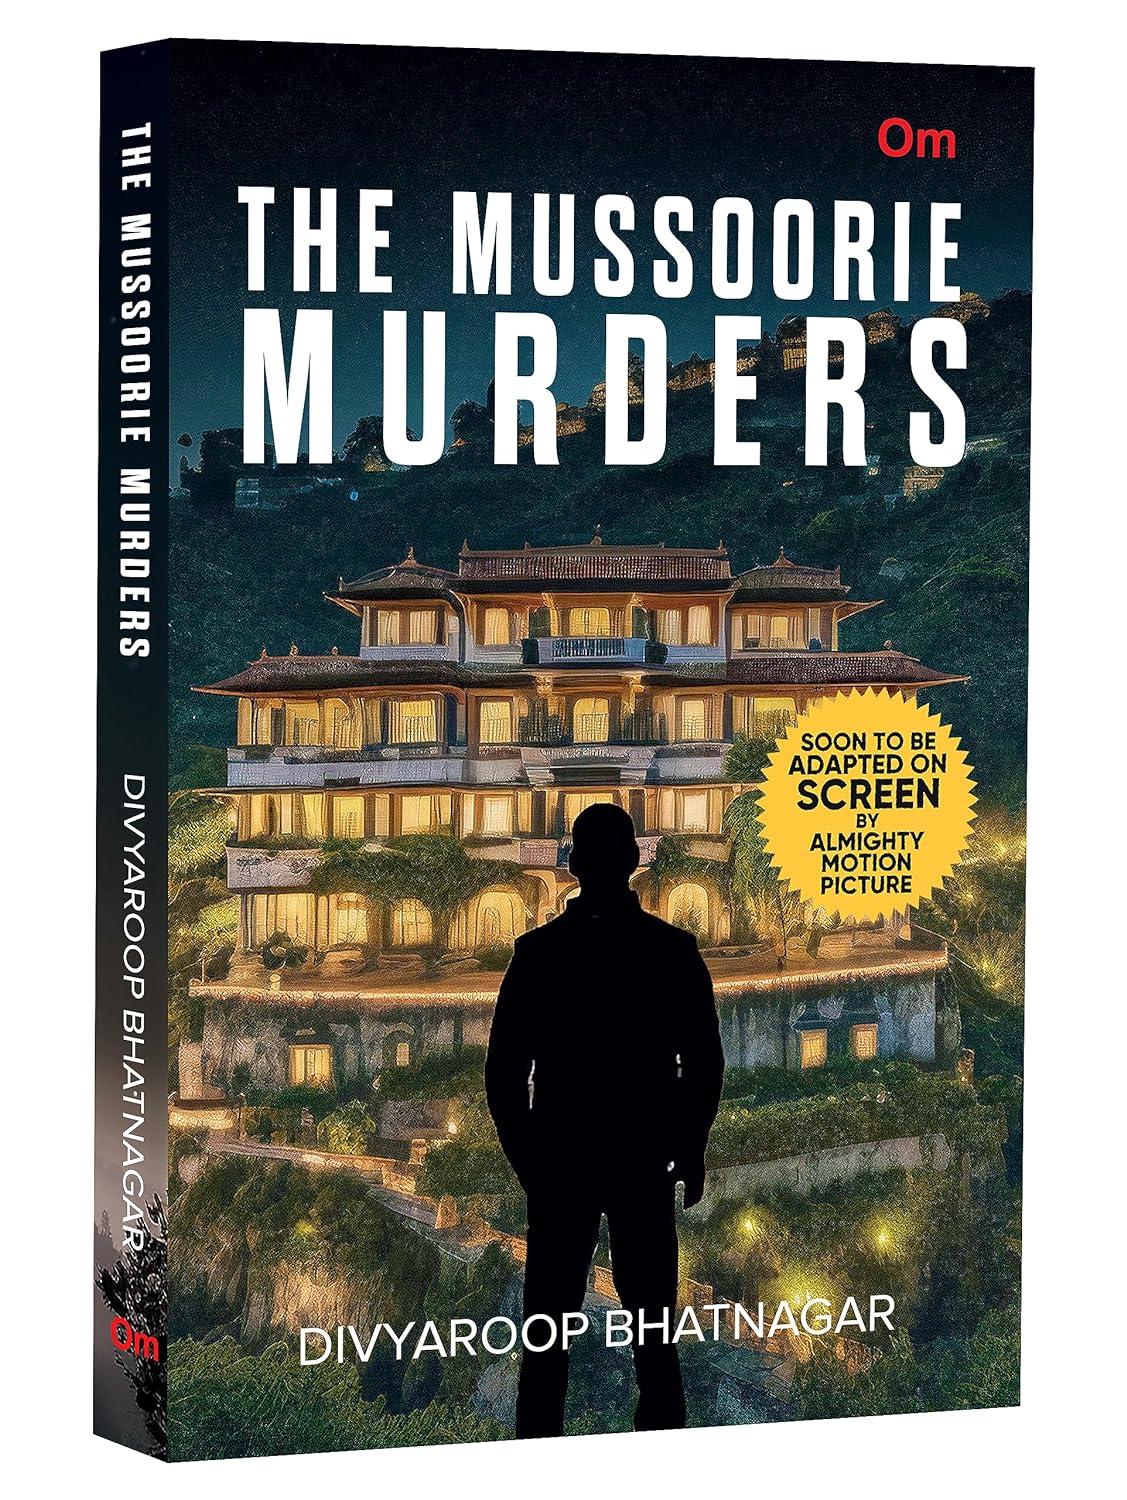 THE MUSSOORIE MURDERS
DIVYAROOP BHATNAGAR
Om
Om
THE MUSSOORIE
MURDERS
SOON TO BE
ADAPTED ON
SCREEN
BY
ALMIGHTY
MOTION
PICTURE
DIVYAROOP BHATNAGAR